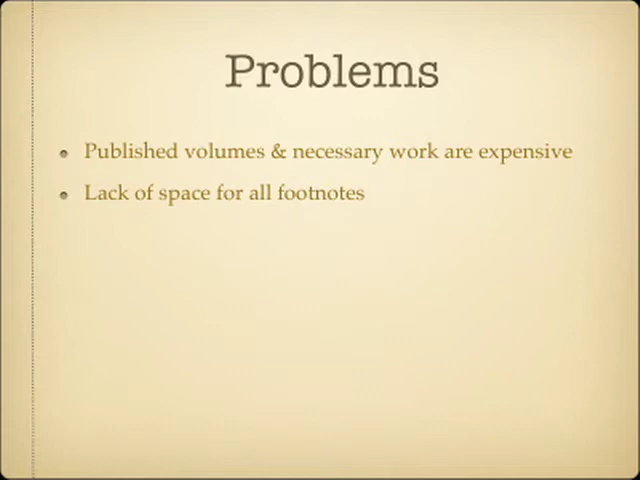 Problems
Published volumes & necessary work are expensive
Lack of space for all footnotes